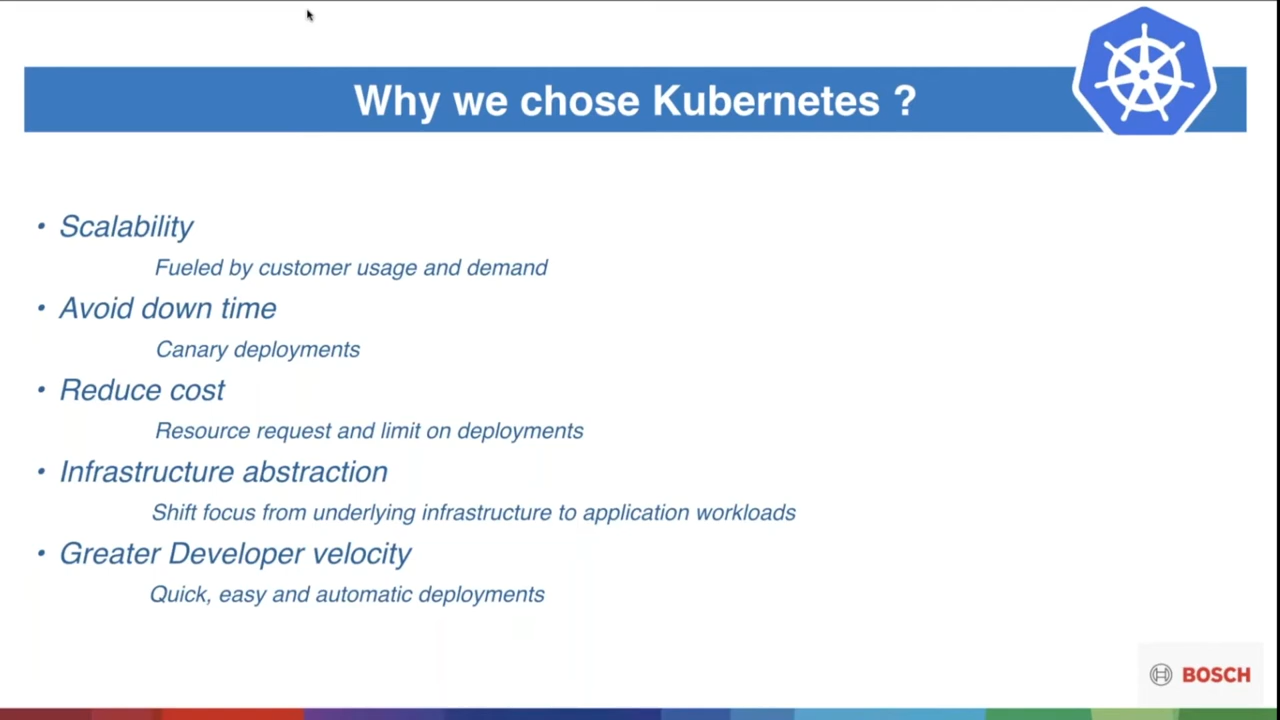 Why we chose Kubernetes ?
• Scalability
Fueled by customer usage and demand
• Avoid down time
Canary deployments
• Reduce cost
Resource request and limit on deployments
• Infrastructure abstraction
Shift focus from underlying infrastructure to application workloads
• Greater Developer velocity
Quick, easy and automatic deployments
BOSCH